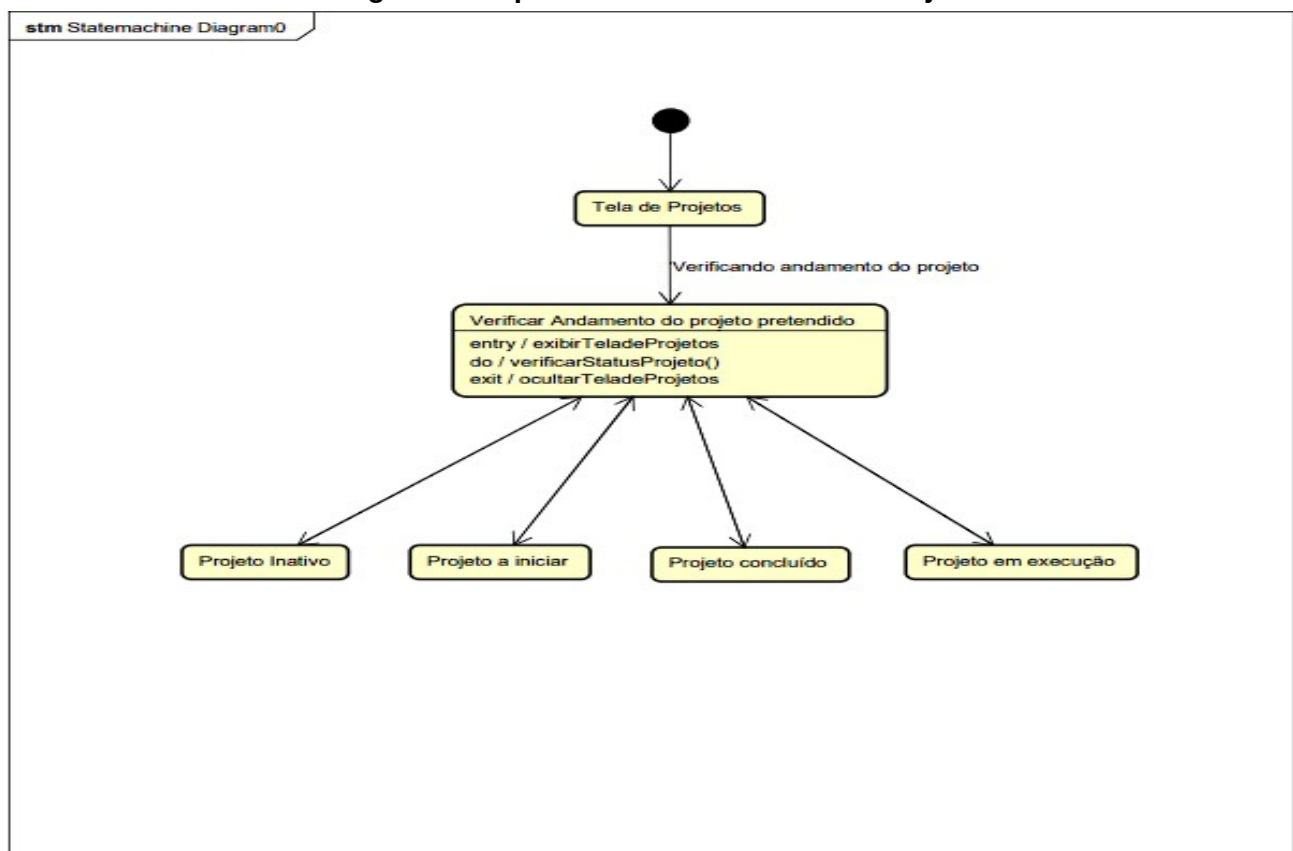 stm Statemachine Diagram0
Tela de Projetos
Verificando andamento do projeto
Verificar Andamento do projeto pretendido
entry / exibirTeladeProjetos
do / verificarStatusProjeto()
exit / ocultarTeladeProjetos
Projeto Inativo
Projeto a iniciar
Projeto concluído
Projeto em execução